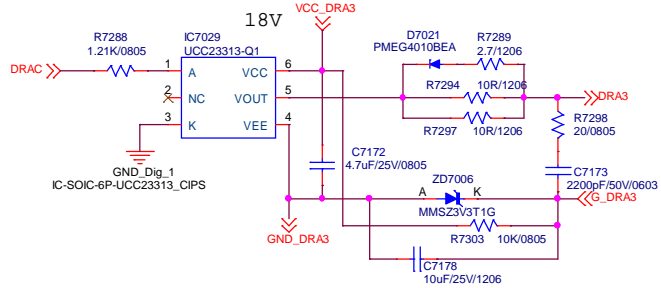 18V
VCC_DRA3
R7288
1.21K/0805
IC7029
UCC23313-Q1
D7021
PMEG4010BEA
R7289
2.7/1206
DRAC
1
A
VCC
6
2
NC
VOUT
5
R7294
10R/1206
DRA3
3
K
VEE
4
R7297
10R/1206
R7298
20/0805
GND_Dig_1
IC-SOIC-6P-UCC23313_CIPS
C7172
4.7uF/25V/0805
C7173
2200pF/50V/0603
ZD7006
A
K
G_DRA3
MMSZ3V3T1G
GND_DRA3
R7303
10K/0805
C7178
10uF/25V/1206